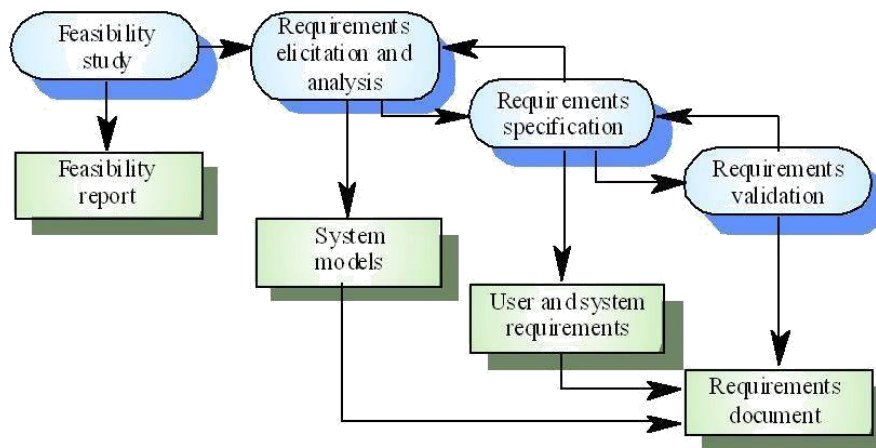 Feasibility
study
Requirements
elicitation and
analysis
Requirements
specification
Requirements
validation
Feasibility
report
System
models
User and system
requirements
Requirements
document